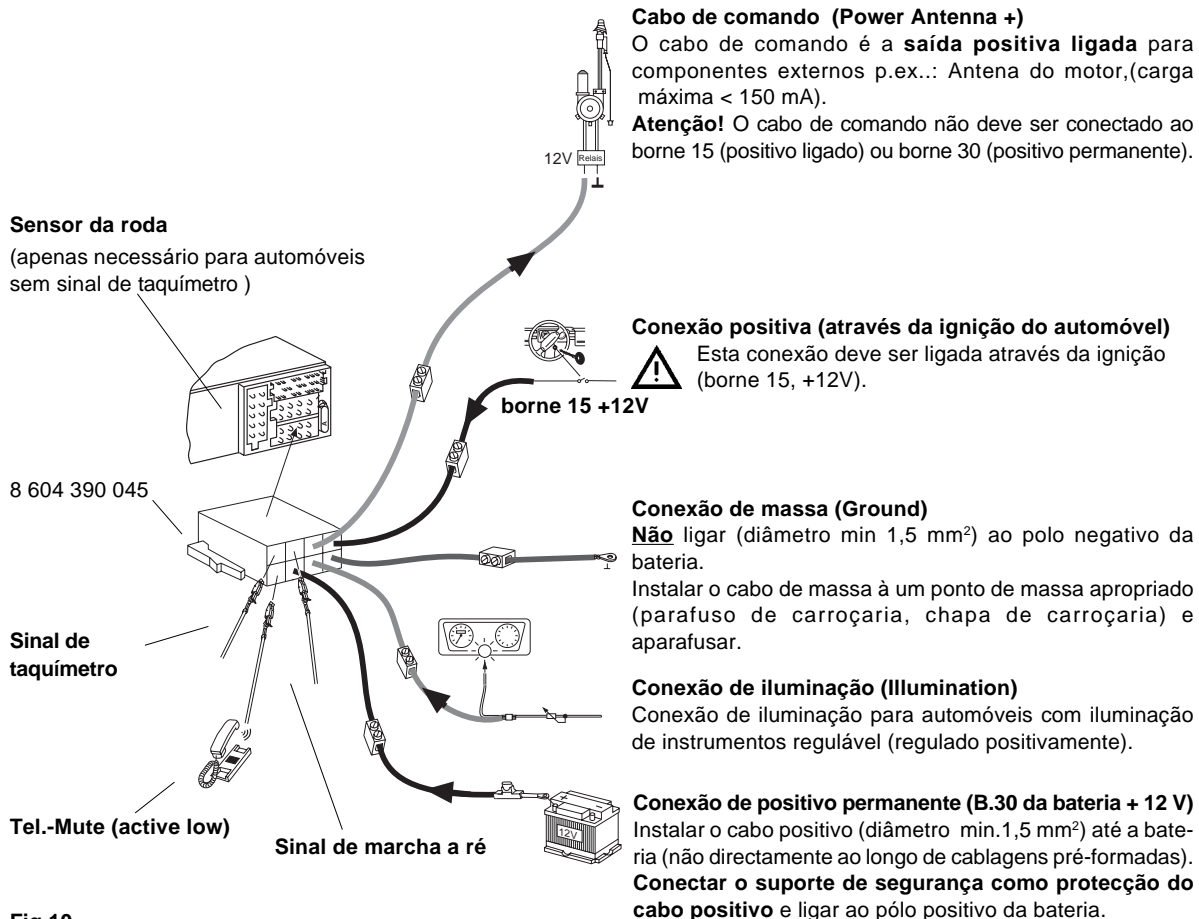 Cabo de comando  (Power Antenna +)
O cabo de comando é a saída positiva ligada para
componentes externos p.ex..: Antena do motor,(carga
máxima < 150 mA).
Atenção! O cabo de comando não deve ser conectado ao
borne 15 (positivo ligado) ou borne 30 (positivo permanente).
12V Relais
Sensor da roda
(apenas necessário para automóveis
sem sinal de taquímetro )
Conexão positiva (através da ignição do automóvel)
Esta conexão deve ser ligada através da ignição
(borne 15, +12V).
borne 15 +12V
8 604 390 045
Conexão de massa (Ground)
Não ligar (diâmetro min 1,5 mm²) ao polo negativo da
bateria.
Instalar o cabo de massa à um ponto de massa apropriado
(parafuso de carroçaria, chapa de carroçaria) e
aparafusar.
Sinal de
taquímetro
Conexão de iluminação (Illumination)
Conexão de iluminação para automóveis com iluminação
de instrumentos regulável (regulado positivamente).
Tel.-Mute (active low)
Sinal de marcha a ré
12V
Conexão de positivo permanente (B.30 da bateria + 12 V)
Instalar o cabo positivo (diâmetro  min.1,5 mm²) até a bate-
ria (não directamente ao longo de cablagens pré-formadas).
Conectar o suporte de segurança como protecção do
cabo positivo e ligar ao pólo positivo da bateria.